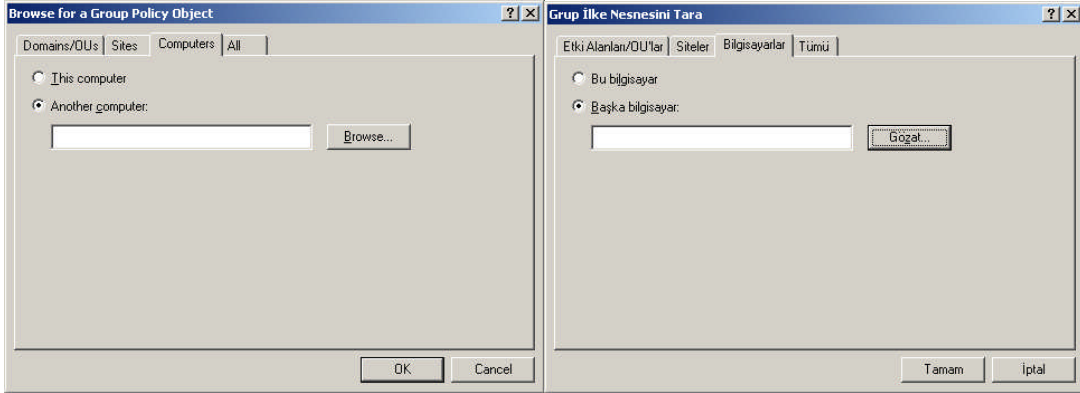 Browse for a Group Policy Object
Domains/OUs Sites Computers All
This computer
Another computer:
Browse...
OK Cancel
Grup İlke Nesnesini Tara
Etki Alanları/OU'lar Siteler Bilgisayarlar Tümü
Bu bilgisayar
Başka bilgisayar:
Gözat...
Tamam İptal